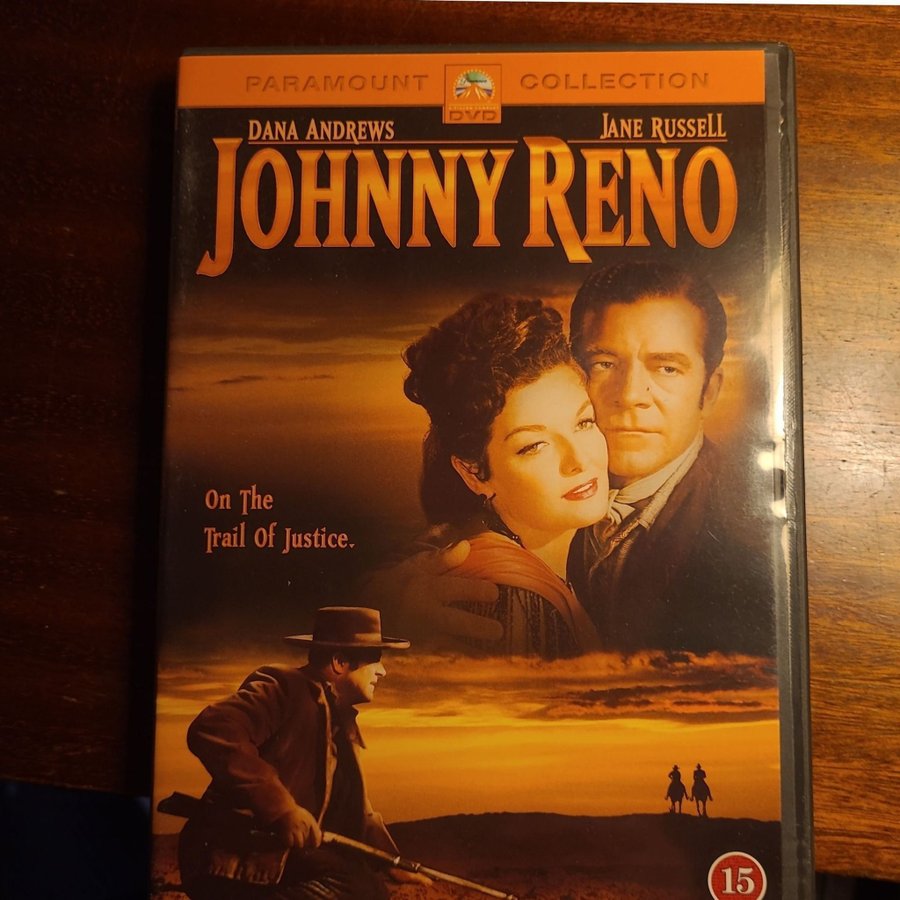 PARAMOUNT COLLECTION
DVD
DANA ANDREWS JANE RUSSELL
JOHNNY RENO
On The
Trail Of Justice.
15